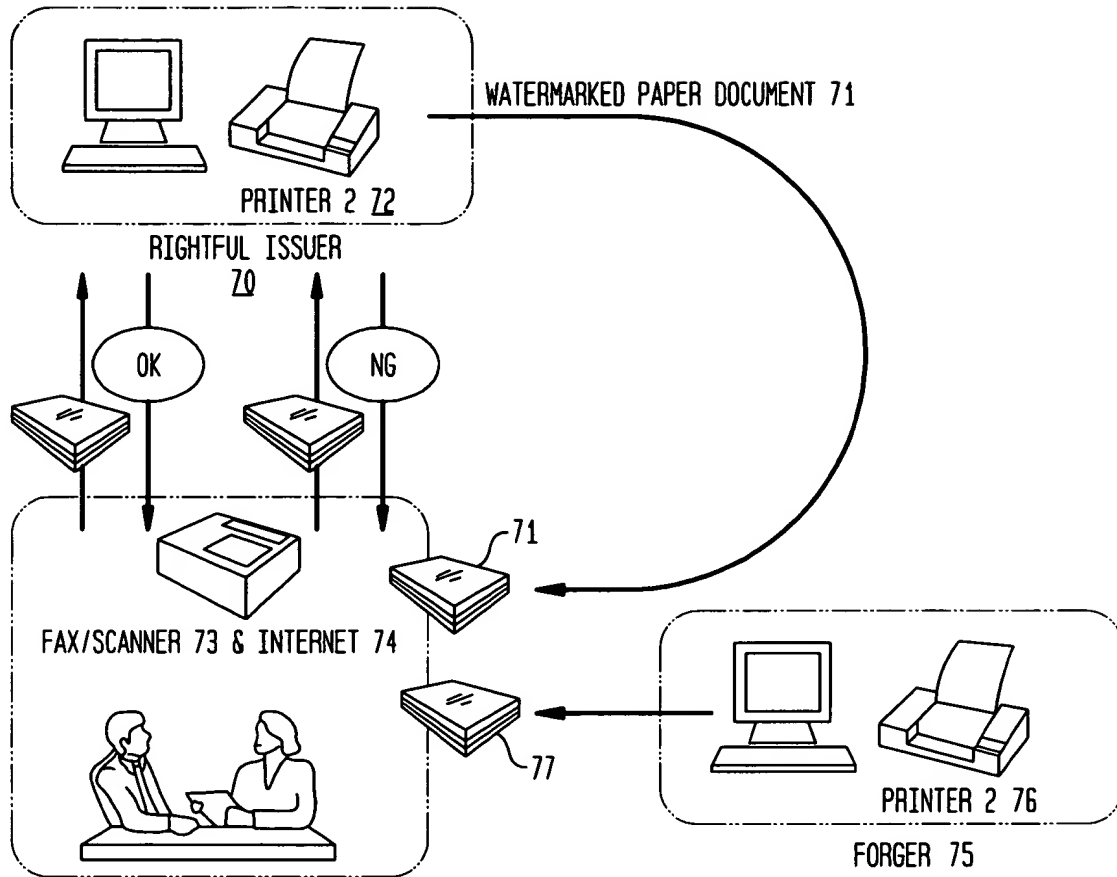 WATERMARKED PAPER DOCUMENT 71
PRINTER 2 72
RIGHTFUL ISSUER
70
OK
NG
71
FAX/SCANNER 73 & INTERNET 74
77
PRINTER 2 76
FORGER 75